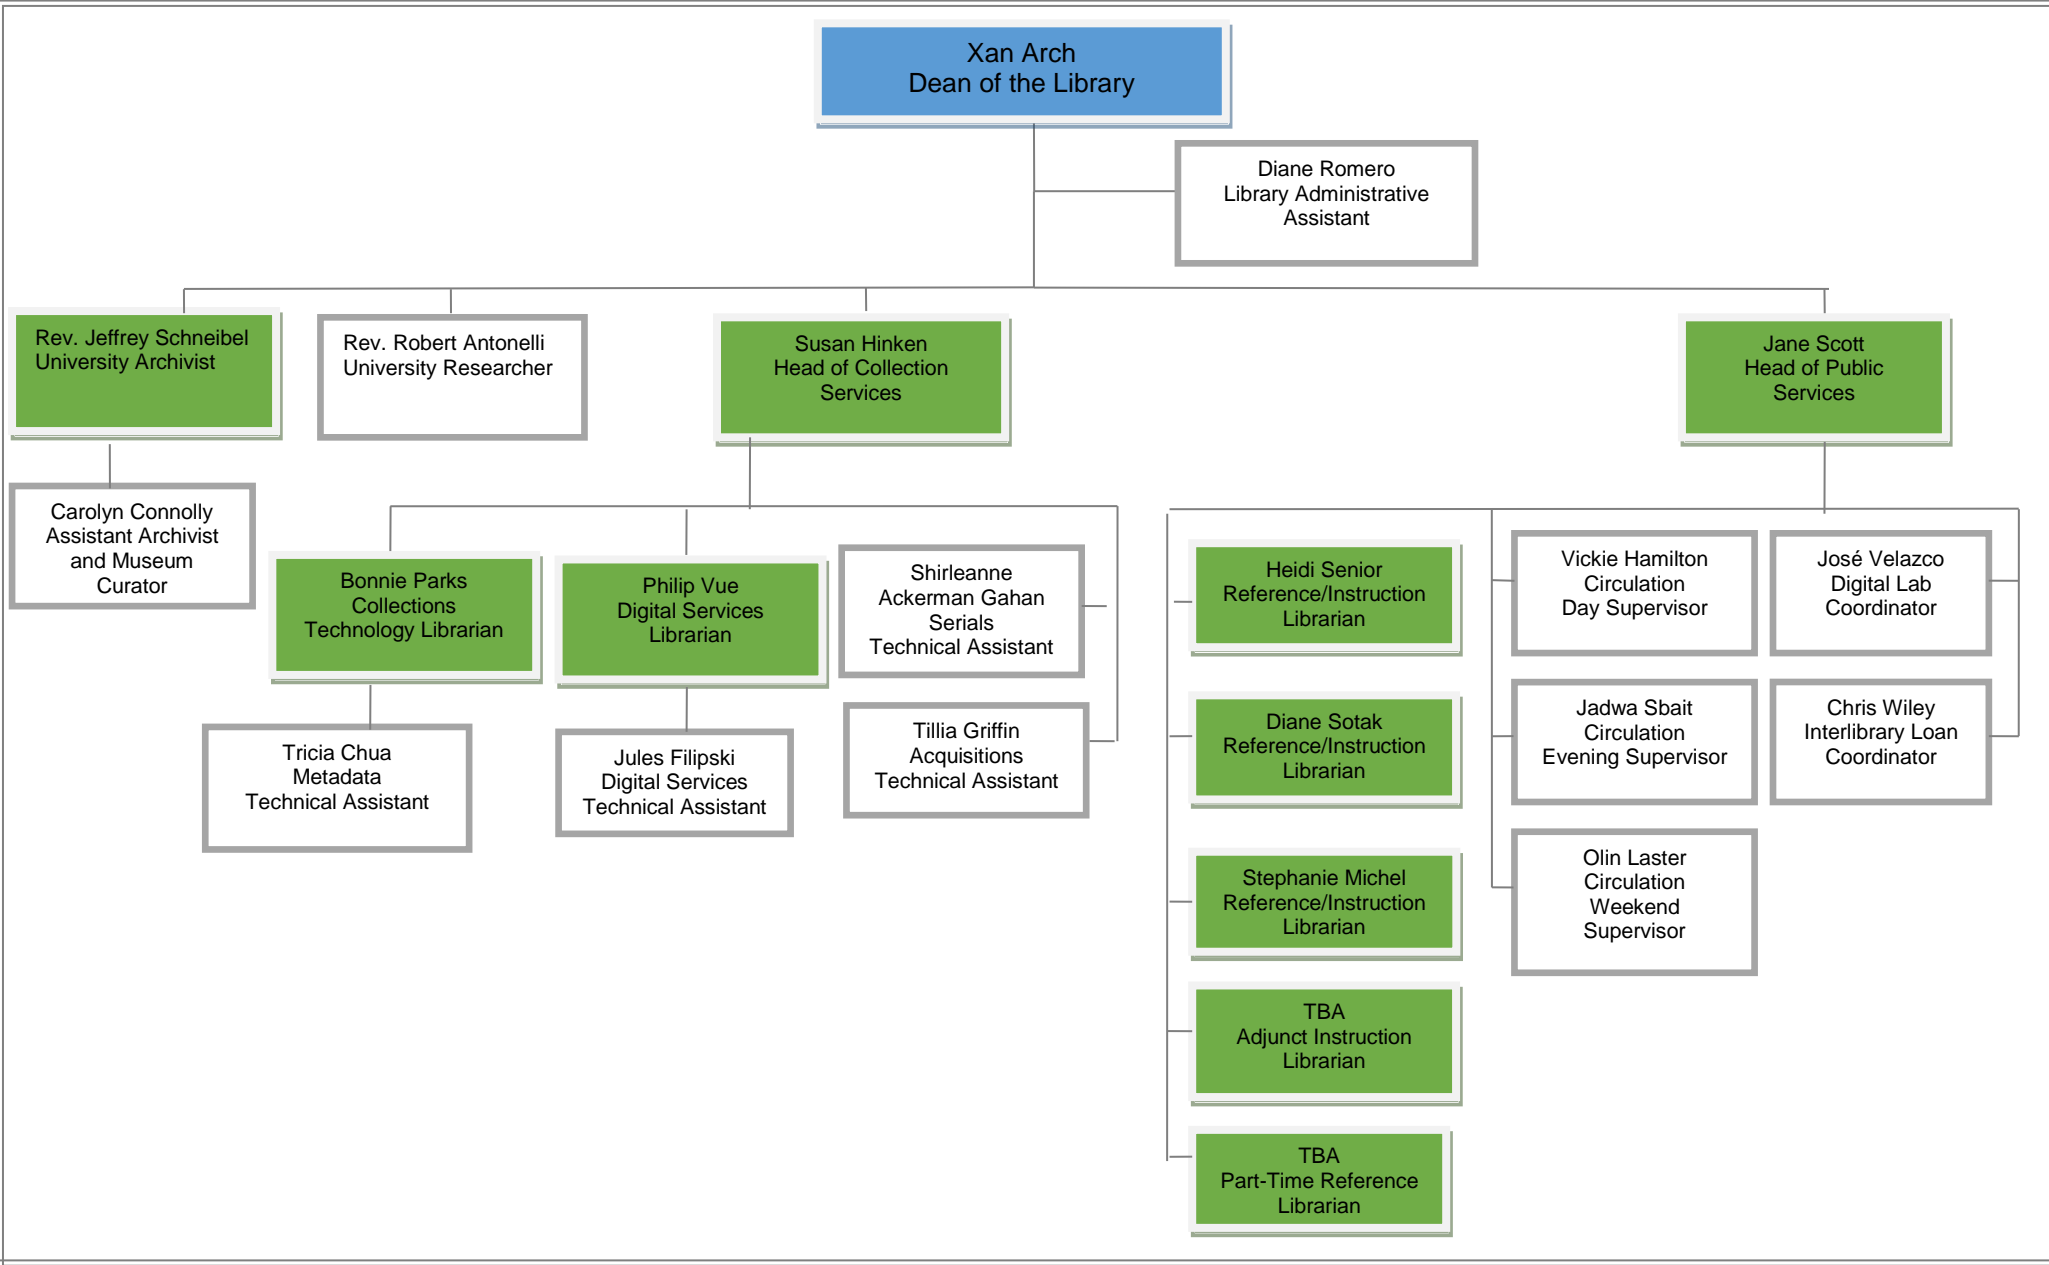 Xan Arch
Dean of the Library
Diane Romero
Library Administrative
Assistant
Rev. Jeffrey Schneibel
University Archivist
Rev. Robert Antonelli
University Researcher
Susan Hinken
Head of Collection
Services
Jane Scott
Head of Public
Services
Carolyn Connolly
Assistant Archivist
and Museum
Curator
Bonnie Parks
Collections
Technology Librarian
Philip Vue
Digital Services
Librarian
Shirleanne
Ackerman Gahan
Serials
Technical Assistant
Tricia Chua
Metadata
Technical Assistant
Jules Filipski
Digital Services
Technical Assistant
Tillia Griffin
Acquisitions
Technical Assistant
Heidi Senior
Reference/Instruction
Librarian
Diane Sotak
Reference/Instruction
Librarian
Stephanie Michel
Reference/Instruction
Librarian
TBA
Adjunct Instruction
Librarian
TBA
Part-Time Reference
Librarian
Vickie Hamilton
Circulation
Day Supervisor
Jadwa Sbait
Circulation
Evening Supervisor
Olin Laster
Circulation
Weekend
Supervisor
José Velazco
Digital Lab
Coordinator
Chris Wiley
Interlibrary Loan
Coordinator